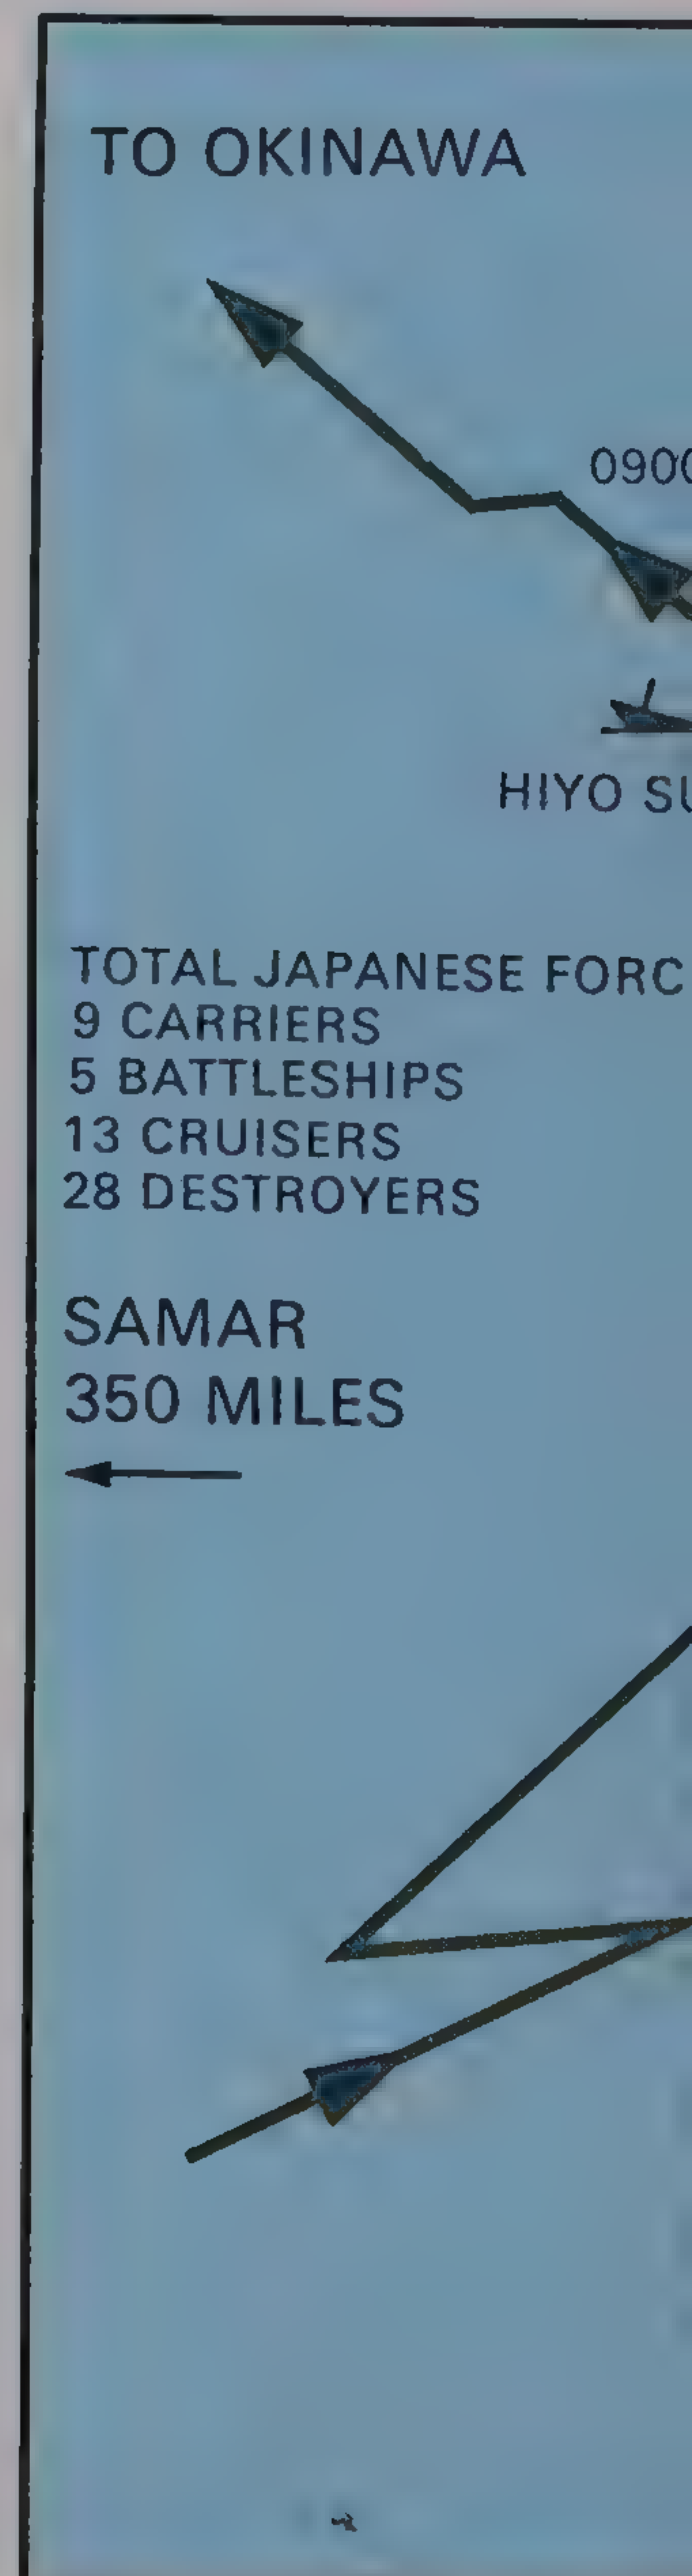 TO OKINAWA
0900
HIYO SU
TOTAL JAPANESE FORC
9 CARRIERS
5 BATTLESHIPS
13 CRUISERS
28 DESTROYERS
SAMAR
350 MILES